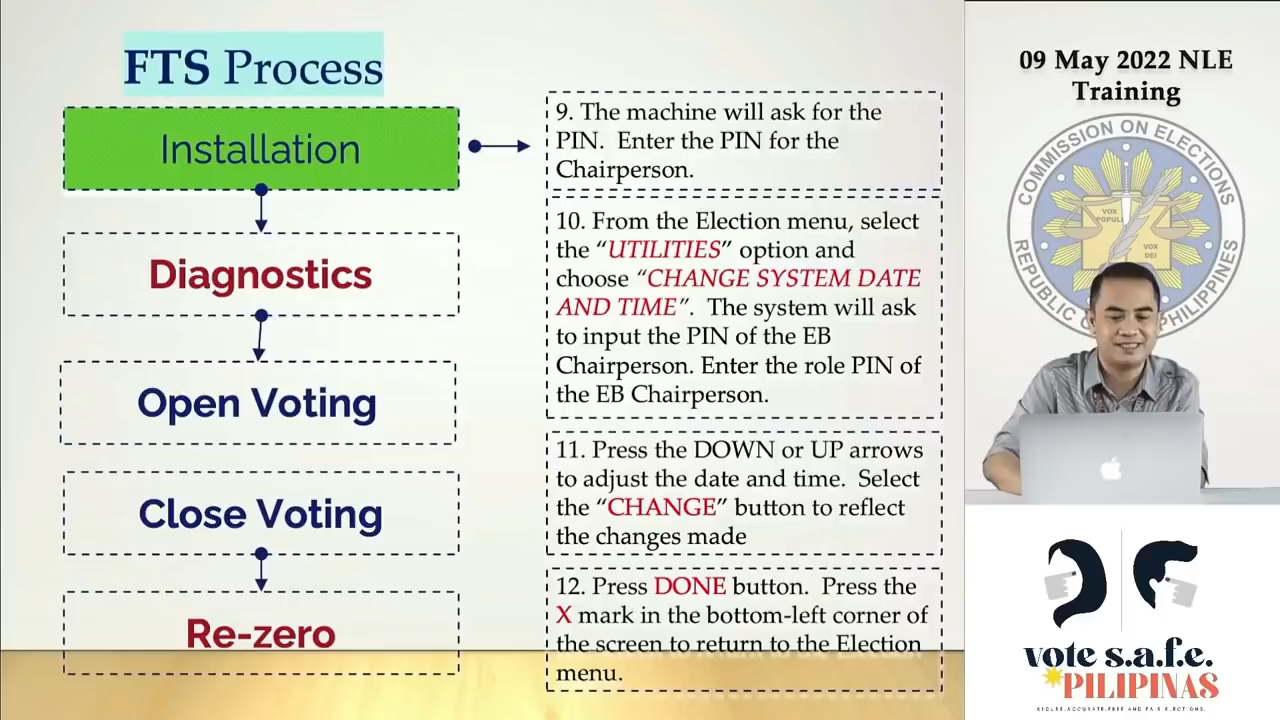 FTS Process
Installation
Diagnostics
Open Voting
Close Voting
Re-zero
9. The machine will ask for the
PIN. Enter the PIN for the
Chairperson.
10. From the Election menu, select
the “UTILITIES” option and
choose “CHANGE SYSTEM DATE
AND TIME”. The system will ask
to input the PIN of the EB
Chairperson. Enter the role PIN of
the EB Chairperson.
11. Press the DOWN or UP arrows
to adjust the date and time. Select
the “CHANGE” button to reflect
the changes made
12. Press DONE button. Press the
X mark in the bottom-left corner of
the screen to return to the Election
menu.
09 May 2022 NLE
Training
COMMISSION ON ELECTIONS
VOX
POPULI
VOX
DEI
REPUBLIC PHILIPPINES
vote s.a.f.e.
PILIPINAS
SECURE, ACCURATE, FREE AND FAIR ELECTIONS.